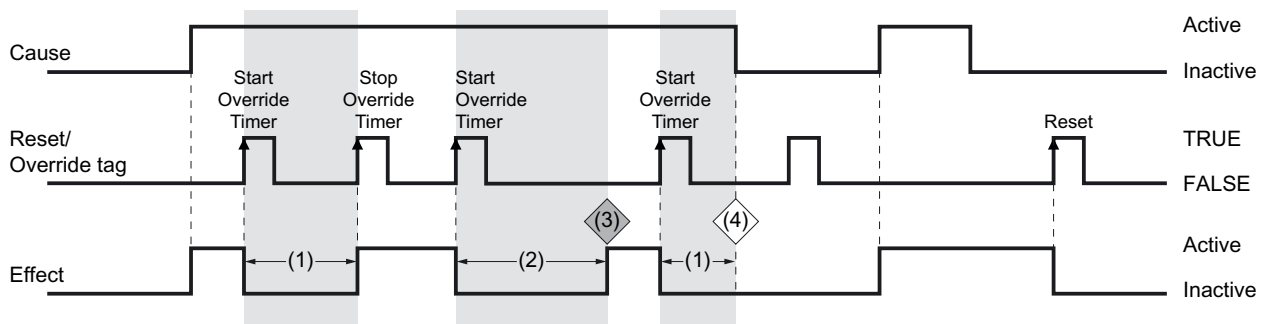 Active
Cause
Inactive
Start
Override
Timer
Stop
Override
Timer
Start
Override
Timer
Start
Override
Timer
Reset
Reset/
Override tag
TRUE
FALSE
(3)
(4)
Active
Effect
(1)
(2)
(1)
Inactive